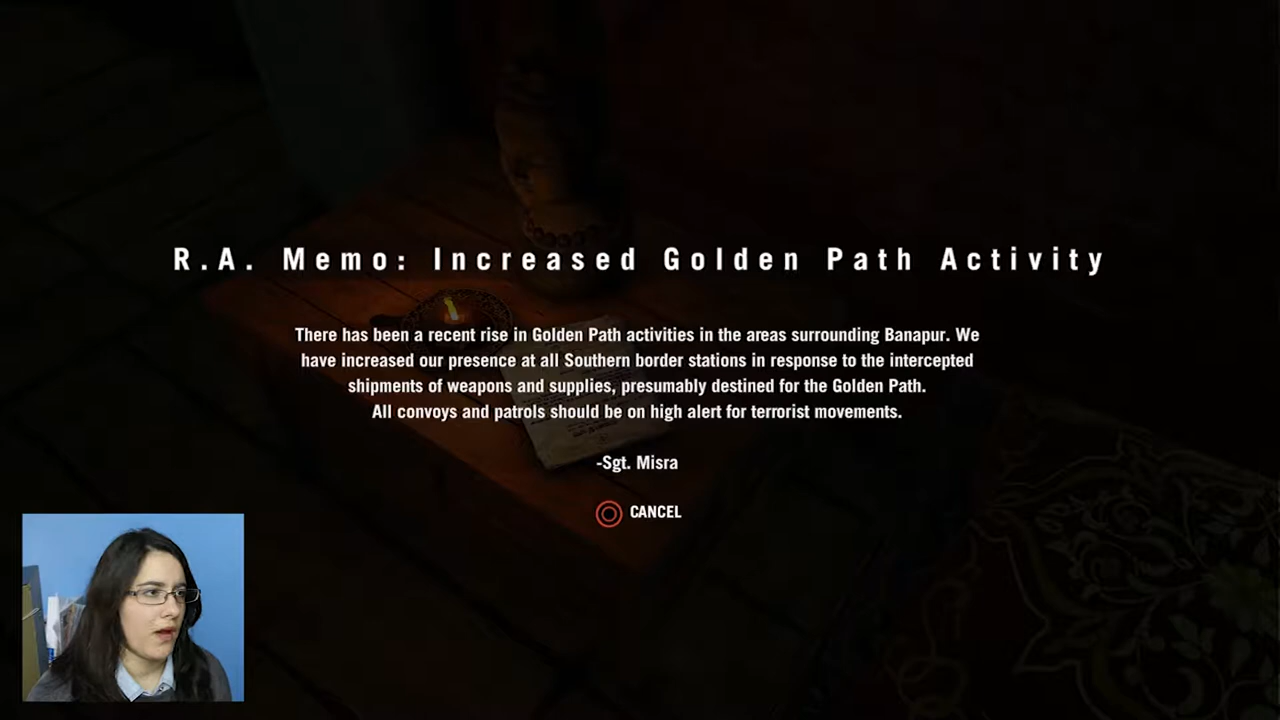 R.A. Memo: Increased Golden Path Activity
There has been a recent rise in Golden Path activities in the areas surrounding Banapur. We
have increased our presence at all Southern border stations in response to the intercepted
shipments of weapons and supplies, presumably destined for the Golden Path.
All convoys and patrols should be on high alert for terrorist movements.
-Sgt. Misra
CANCEL